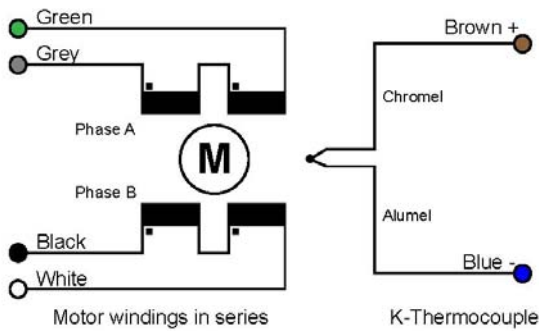 Green
Grey
Phase A
M
Phase B
Black
White
Motor windings in series
Brown +
Chromel
Alumel
Blue -
K-Thermocouple